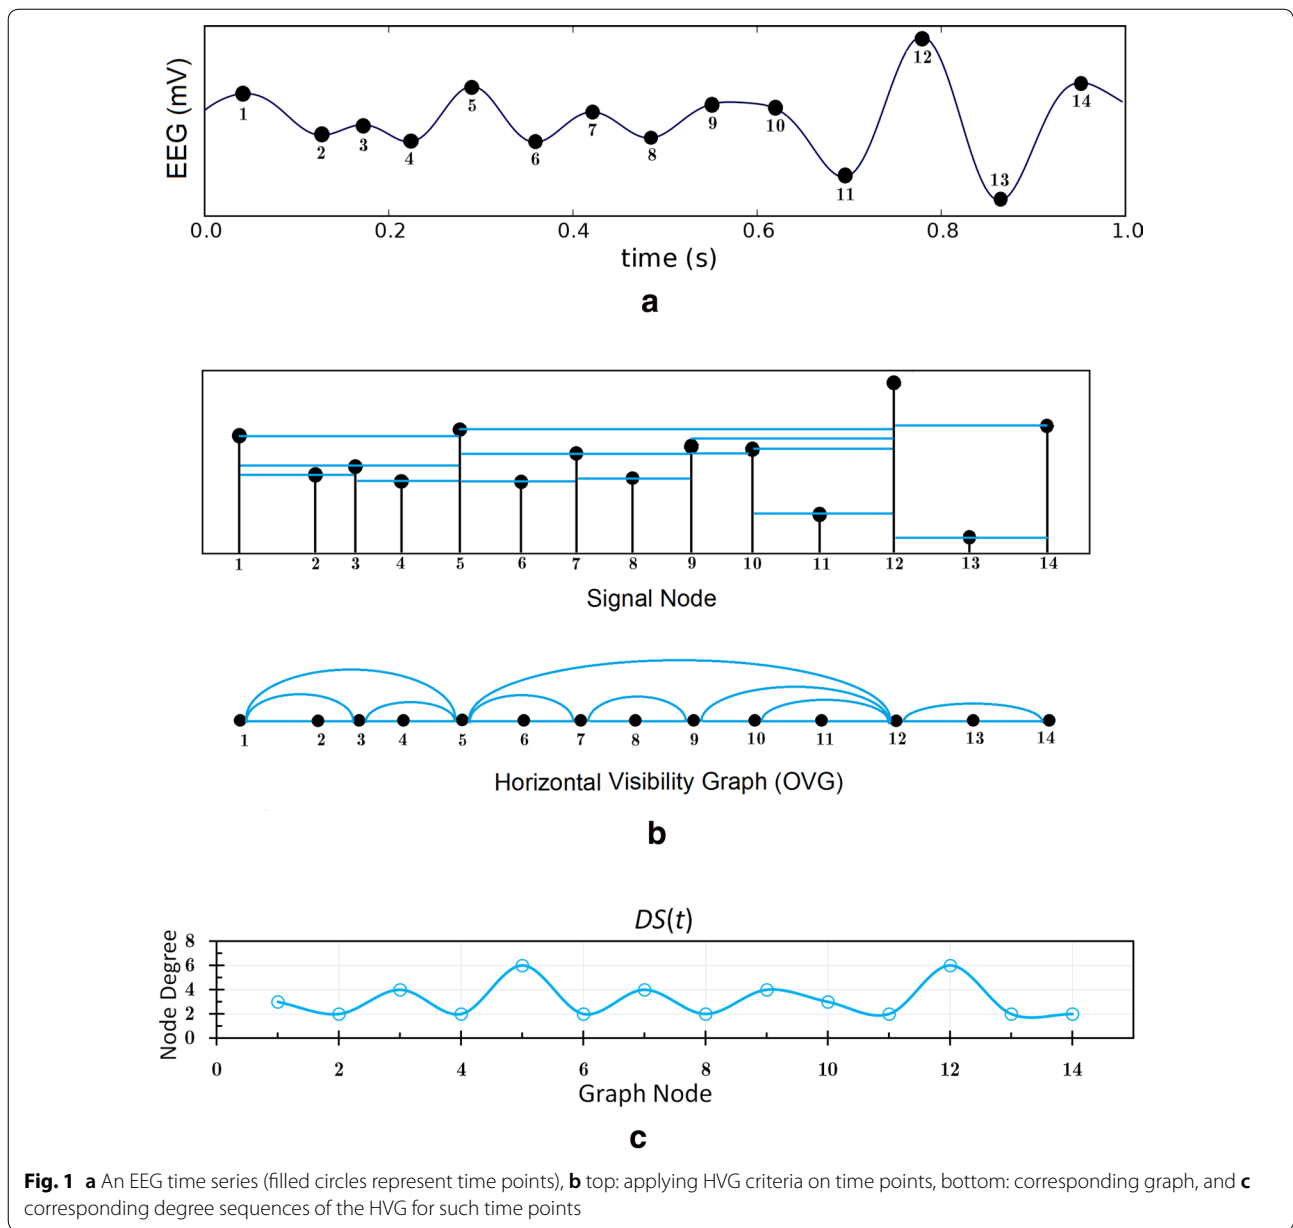 EEG (mV)
1
2
3
4
5
6
7
8
9
10
11
12
13
14
0.0 0.2 0.4 0.6 0.8 1.0
time (s)
a
1 2 3 4 5 6 7 8 9 10 11 12 13 14
Signal Node
1 2 3 4 5 6 7 8 9 10 11 12 13 14
Horizontal Visibility Graph (OVG)
b
DS(t)
Node Degree
8
6
4
2
0
0 2 4 6 8 10 12 14
Graph Node
c
Fig. 1 a An EEG time series (filled circles represent time points), b top: applying HVG criteria on time points, bottom: corresponding graph, and c
corresponding degree sequences of the HVG for such time points